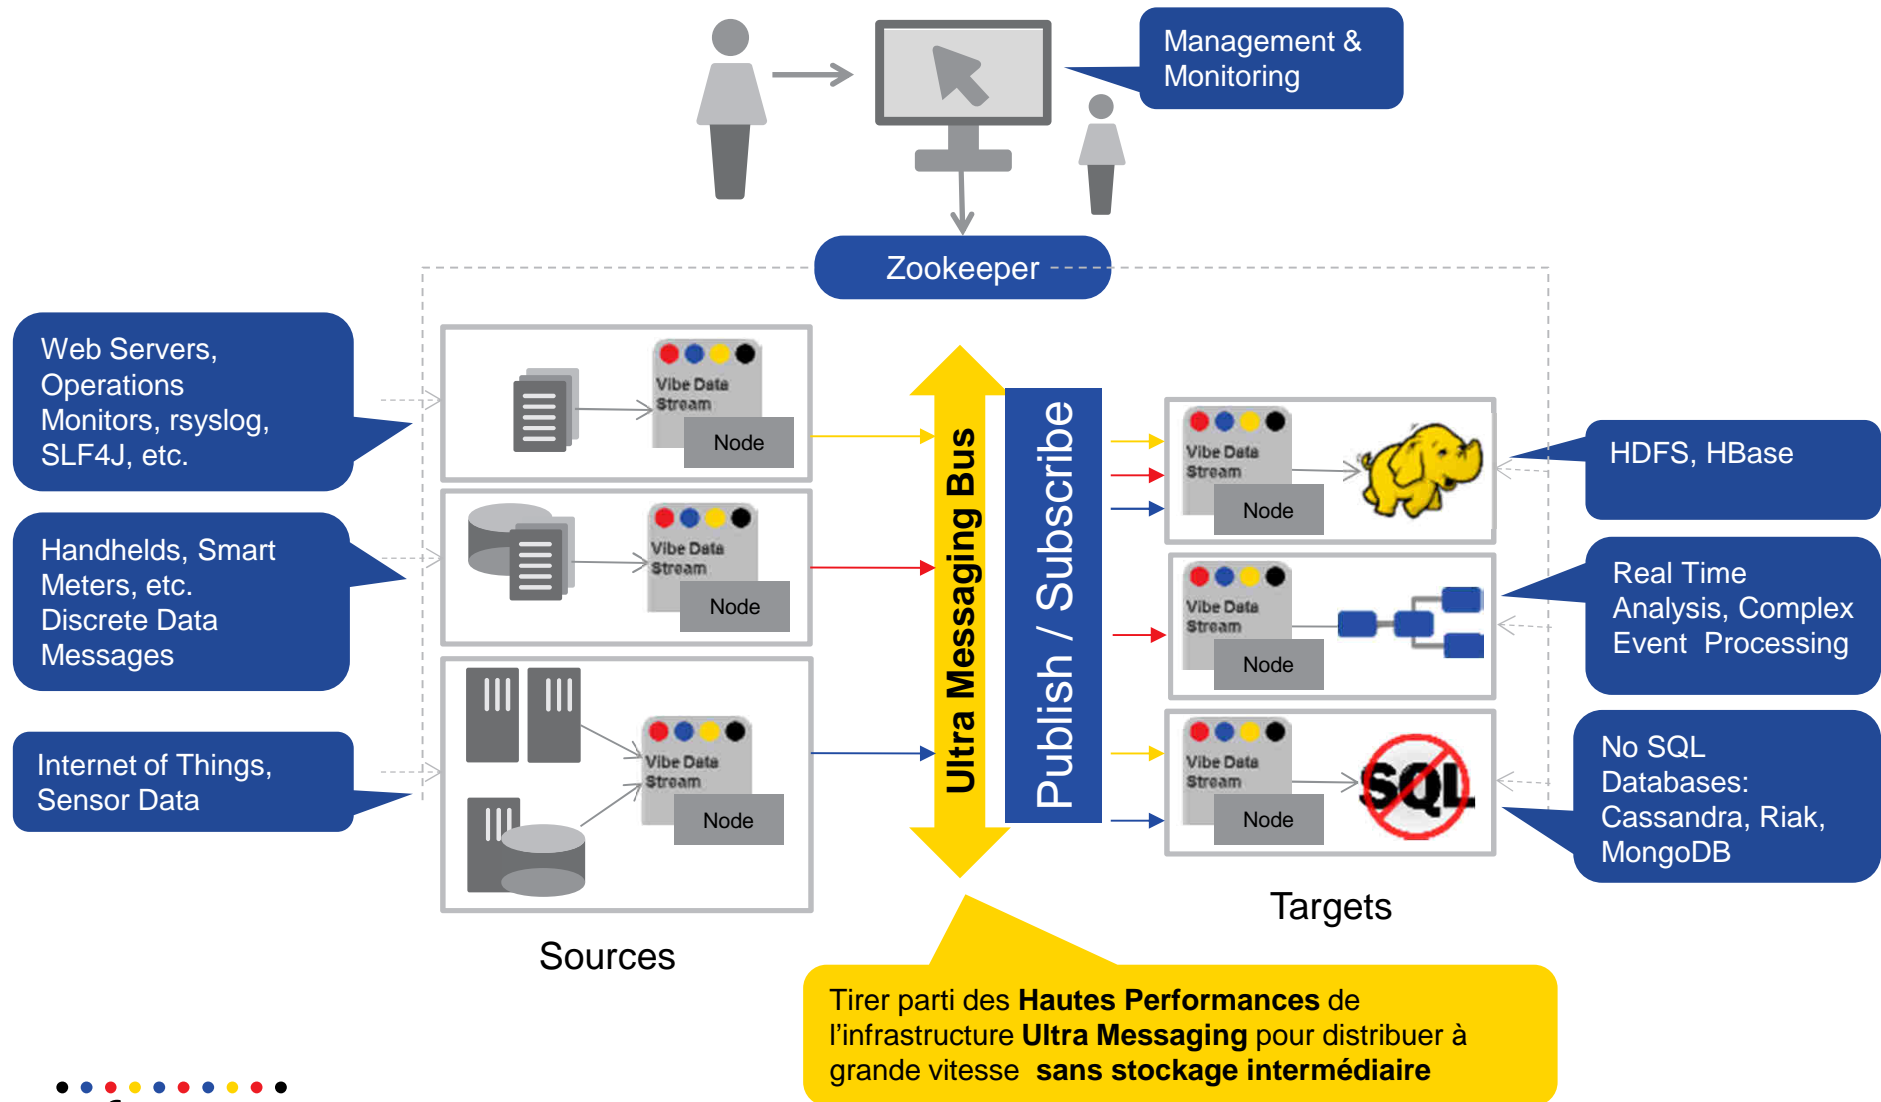 Management &
Monitoring
Zookeeper
Web Servers,
Operations
Monitors, rsyslog,
SLF4J, etc.
Handhelds, Smart
Meters, etc.
Discrete Data
Messages
Internet of Things,
Sensor Data
Vibe Data
Stream
Node
Vibe Data
Stream
Node
Vibe Data
Stream
Node
Sources
Ultra Messaging Bus
Publish / Subscribe
Vibe Data
Stream
Node
Vibe Data
Stream
Node
Vibe Data
Stream
Node
SQL
Targets
HDFS, HBase
Real Time
Analysis, Complex
Event  Processing
No SQL
Databases:
Cassandra, Riak,
MongoDB
Tirer parti des Hautes Performances de
l’infrastructure Ultra Messaging pour distribuer à
grande vitesse  sans stockage intermédiaire